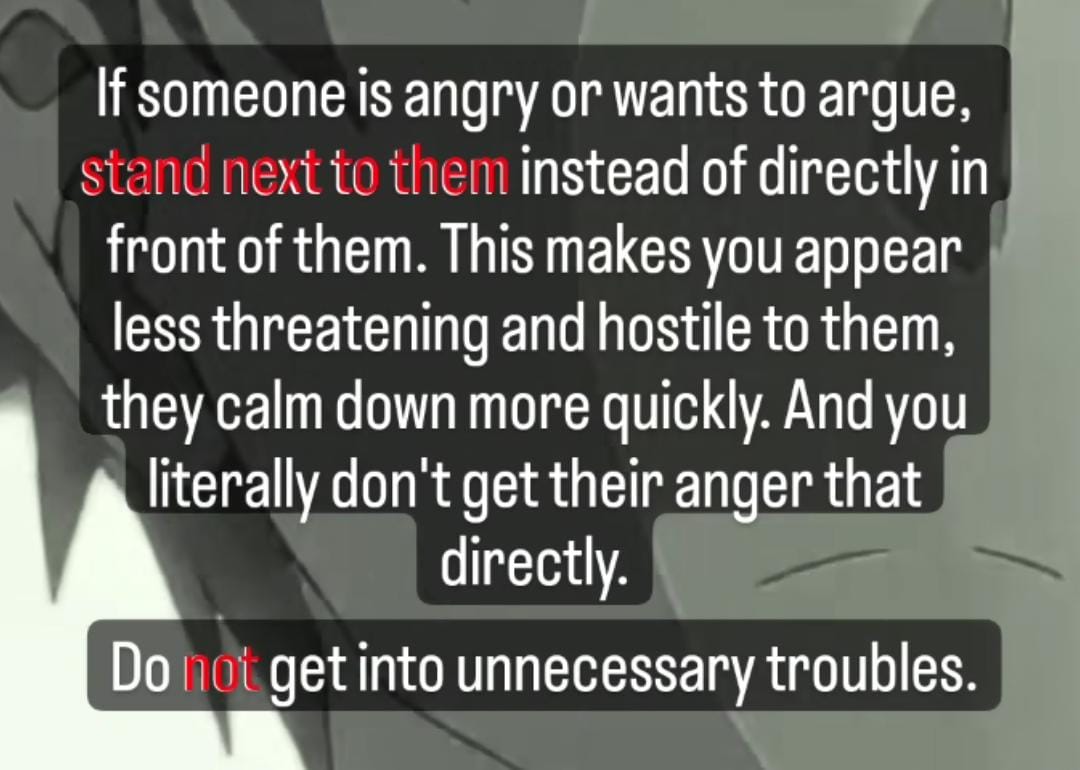 If someone is angry or wants to argue,
stand next to them instead of directly in
front of them. This makes you appear
less threatening and hostile to them,
they calm down more quickly. And you
literally don't get their anger that
directly.
Do not get into unnecessary troubles.